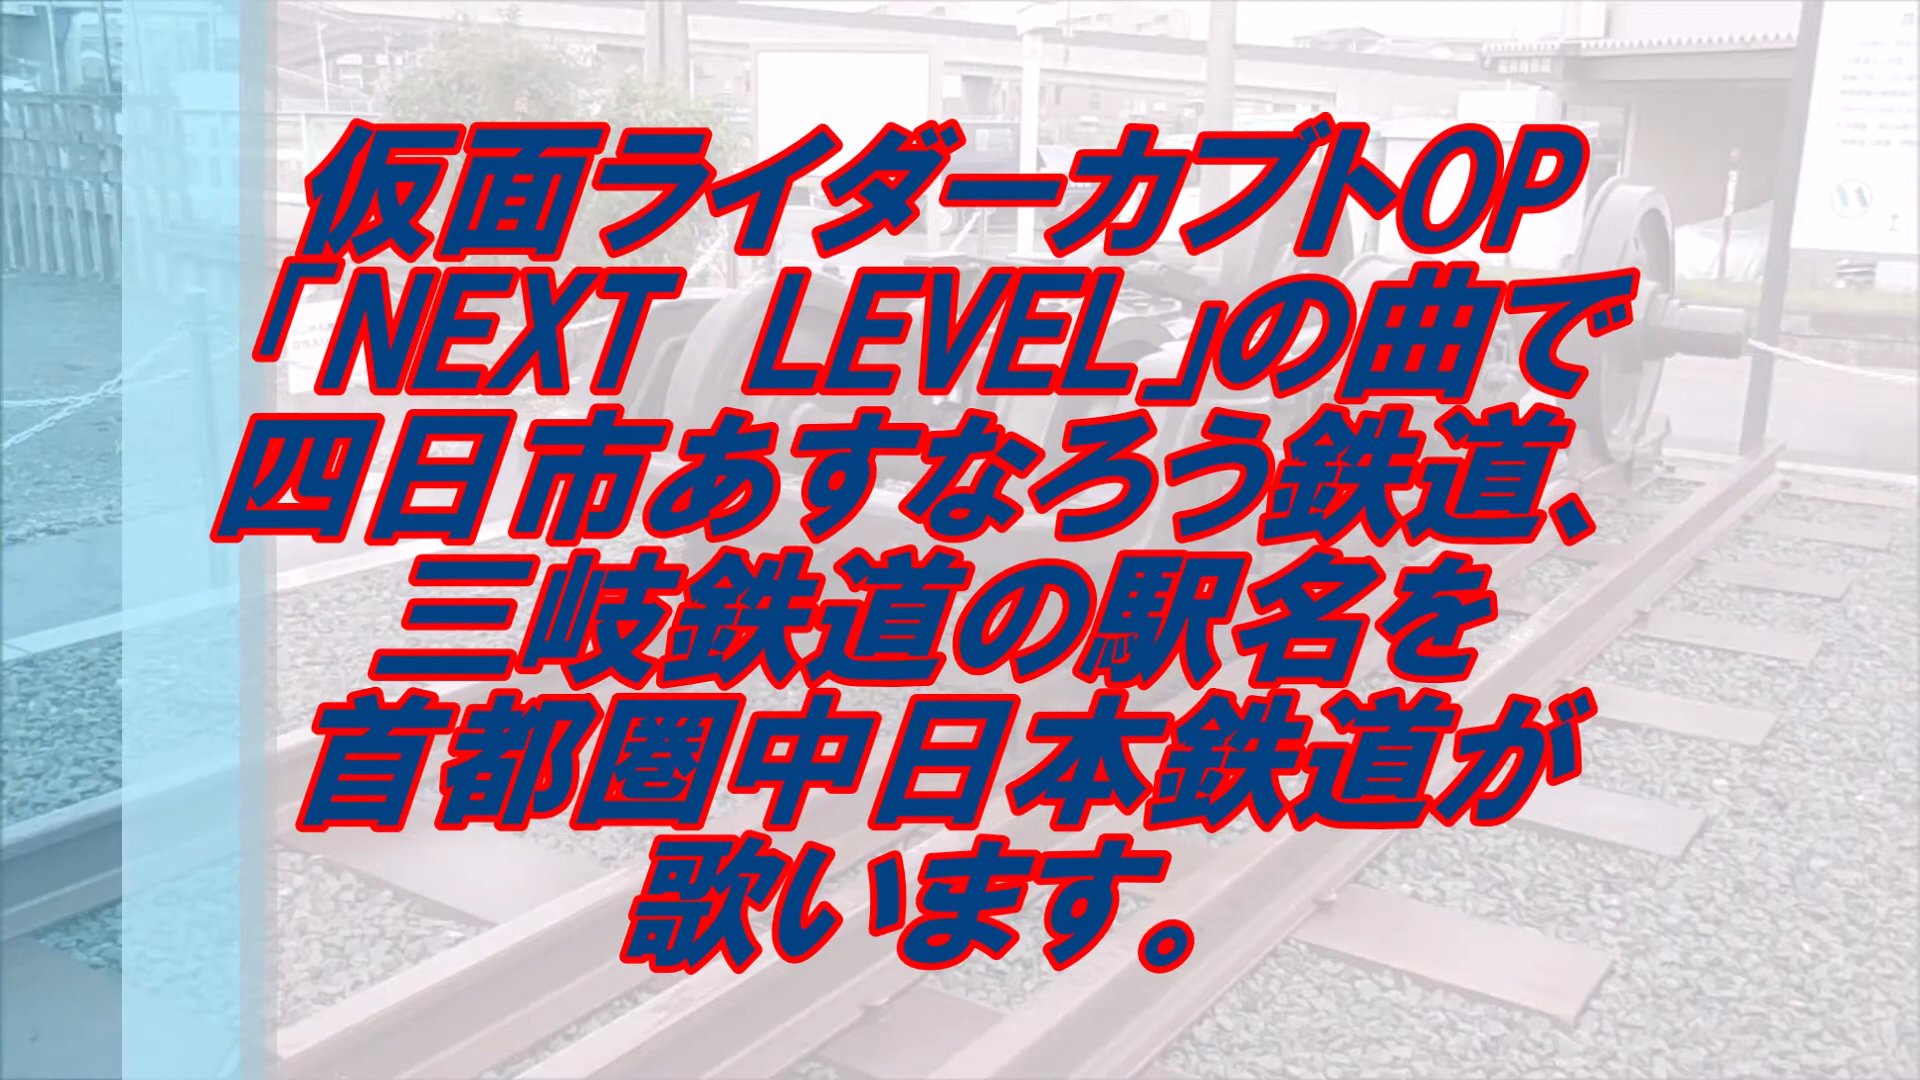 仮面ライダーカブトOP
「NEXT　LEVEL」の曲で
四日市あすなろう鉄道、
三岐鉄道の駅名を
首都圏中日本鉄道が
歌います。